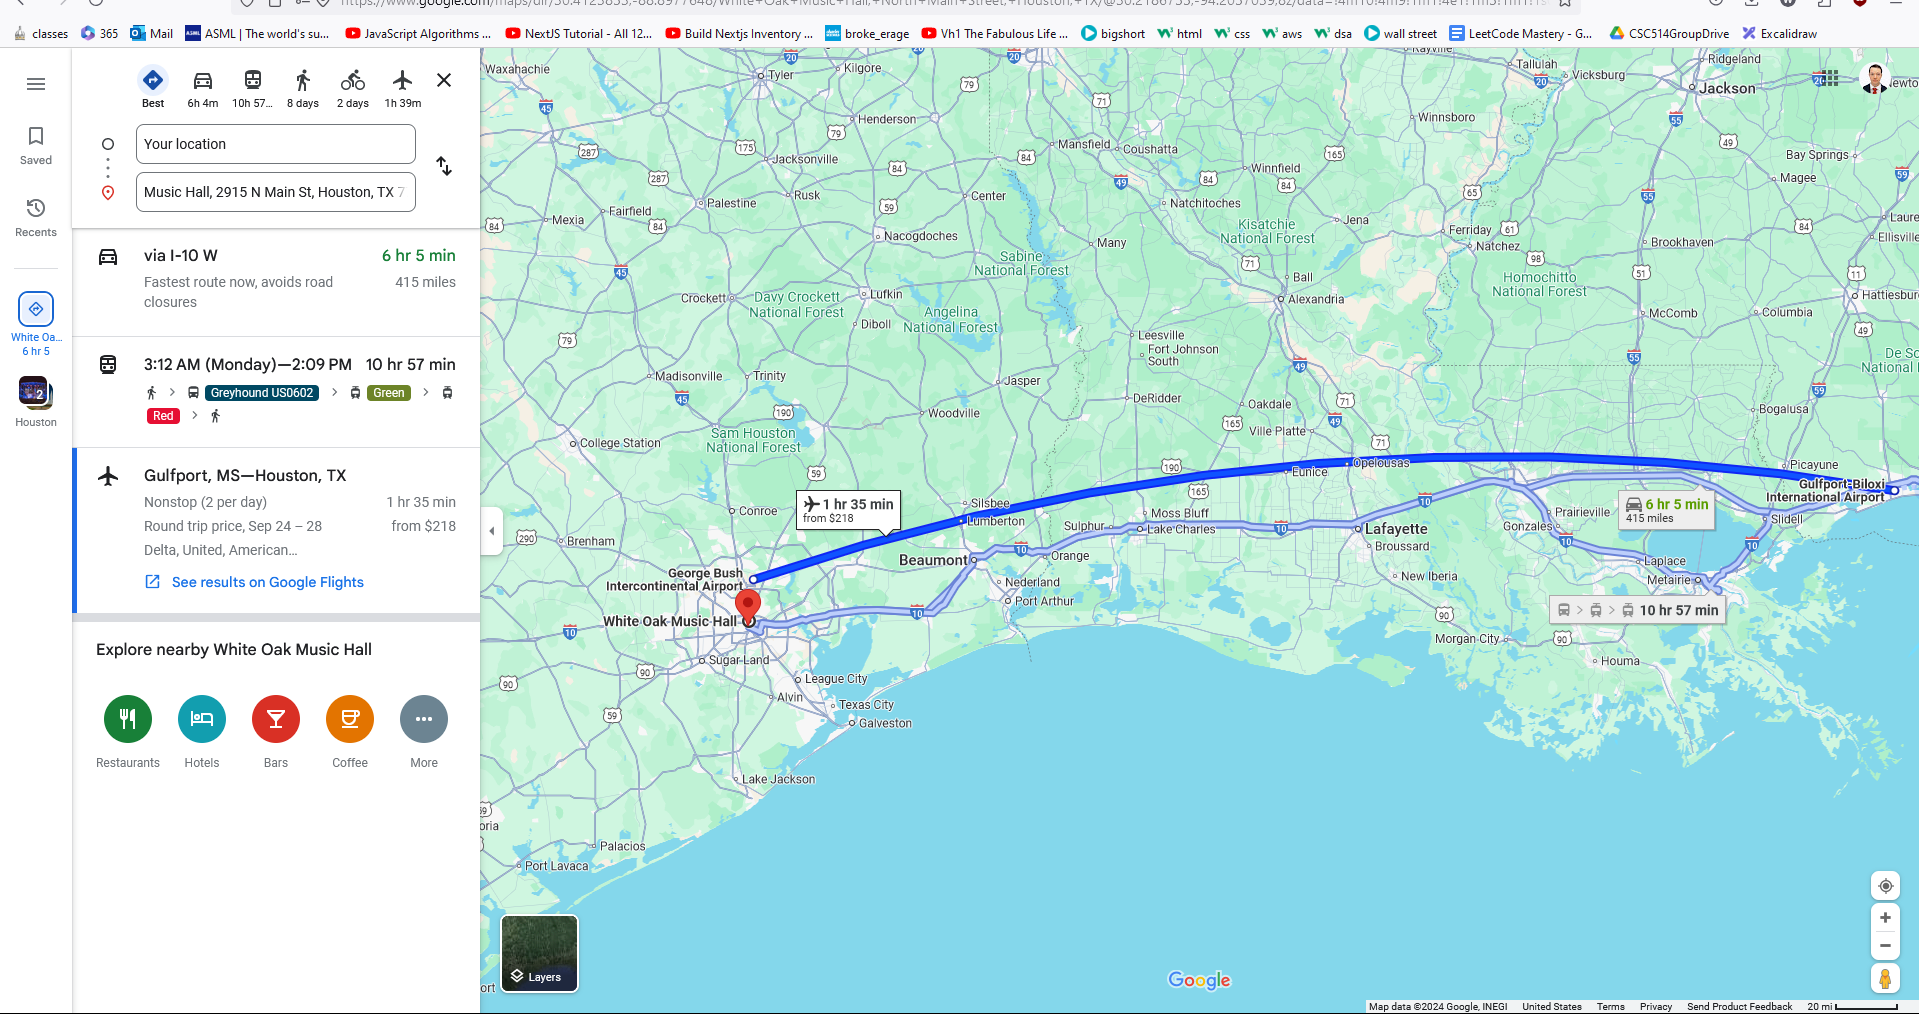 classes
365
Mail
ASML | The world's su...
JavaScript Algorithms ...
NextJS Tutorial - All 12...
Build Nextjs Inventory ...
broke_erage
Vh1 The Fabulous Life ...
bigshort
html
css
aws
dsa
wall street
LeetCode Mastery - G...
CSC514GroupDrive
Excalidraw
Saved
Recents
White Oa...
6 hr 5
2
Houston
Best
6h 4m
10h 57...
8 days
2 days
1h 39m
Your location
Music Hall, 2915 N Main St, Houston, TX 7
via I-10 W
6 hr 5 min
Fastest route now, avoids road
closures
415 miles
3:12 AM (Monday)—2:09 PM
10 hr 57 min
Greyhound US0602
Green
Red
Gulfport, MS—Houston, TX
Nonstop (2 per day)
1 hr 35 min
Round trip price, Sep 24 – 28
from $218
Delta, United, American...
See results on Google Flights
Explore nearby White Oak Music Hall
Restaurants
Hotels
Bars
Coffee
More
Waxahachie
Tyler
Kilgore
Henderson
Jacksonville
Rusk
Palestine
Fairfield
Mexia
Center
Nacogdoches
Mansfield
Coushatta
Winnfield
Natchitoches
Many
Kisatchie
National Forest
Jena
Ball
Alexandria
Winnsboro
Tallulah
Vicksburg
Ridgeland
Jackson
Bay Springs
Magee
Ferriday
Natchez
Brookhaven
Ellisville
Homochitto
National Forest
McComb
Columbia
Sabine
National Forest
Crockett
Davy Crockett
National Forest
Lufkin
Diboll
Angelina
National Forest
Leesville
Fort Johnson
South
Madisonville
Trinity
Jasper
DeRidder
Oakdale
Ville Platte
Bogalusa
Woodville
College Station
Sam Houston
National Forest
Eunice
Opelousas
Picayune
Gulfport-Biloxi
International Airport
1 hr 35 min
from $218
Silsbee
Lumberton
Conroe
Brenham
Sulphur
Moss Bluff
Lake Charles
Lafayette
Broussard
6 hr 5 min
415 miles
Prairieville
Gonzales
Slidell
Laplace
Metairie
Beaumont
Orange
George Bush
Intercontinental Airport
Nederland
Port Arthur
New Iberia
White Oak Music Hall
10 hr 57 min
Morgan City
Houma
Sugar Land
League City
Alvin
Texas City
Galveston
Lake Jackson
Palacios
Port Lavaca
Layers
Google
Map data ©2024 Google, INEGI
United States
Terms
Privacy
Send Product Feedback
20 mi